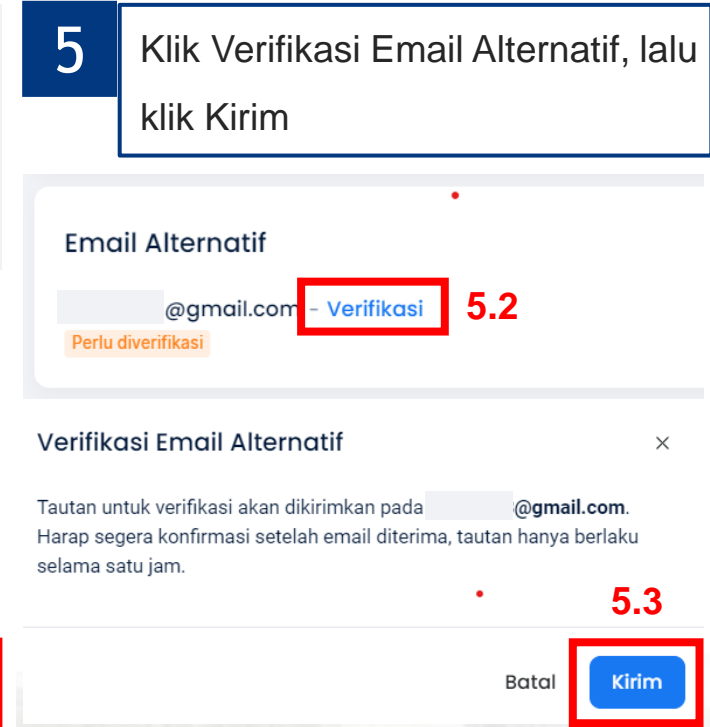 5
Klik Verifikasi Email Alternatif, lalu
klik Kirim
Email Alternatif
@gmail.com - Verifikasi
5.2
Perlu diverifikasi
Verifikasi Email Alternatif
Tautan untuk verifikasi akan dikirimkan pada @gmail.com.
Harap segera konfirmasi setelah email diterima, tautan hanya berlaku
selama satu jam.
5.3
Batal
Kirim